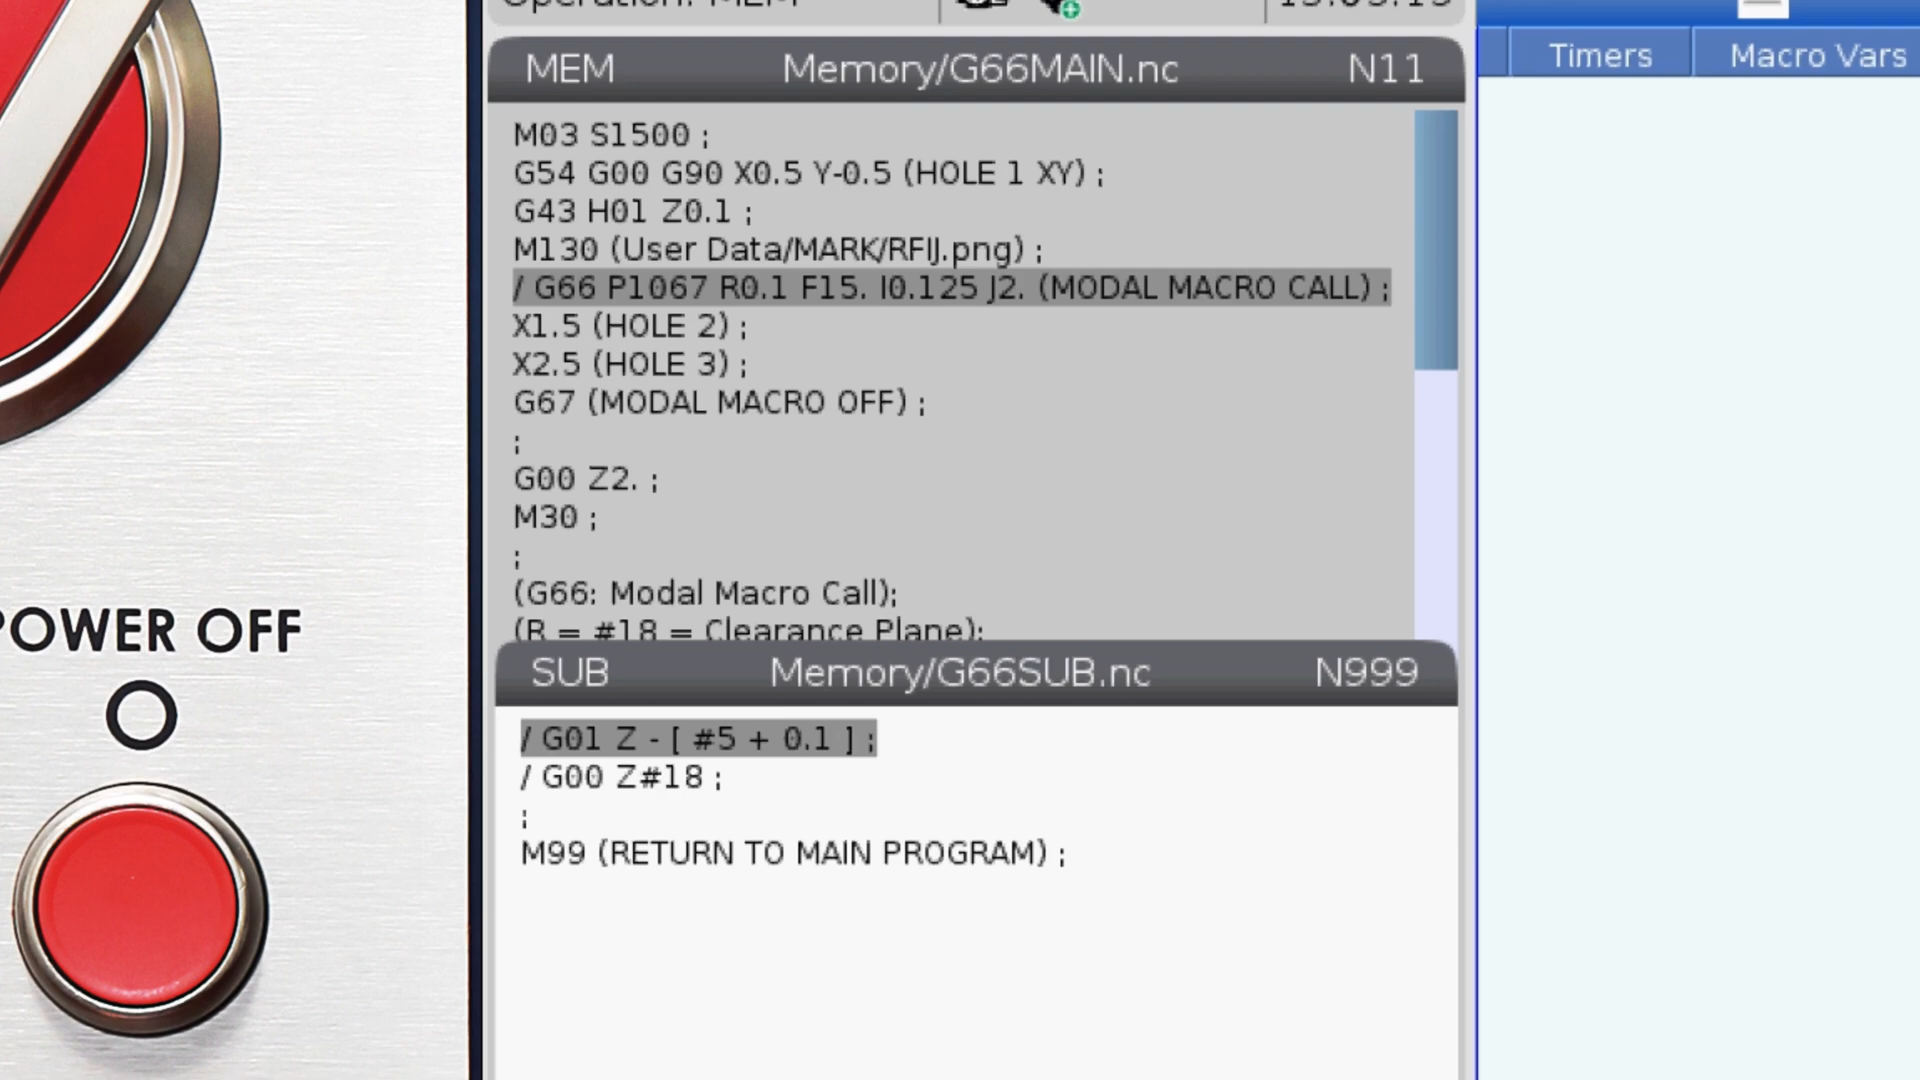 Operation: MEM
MEM Memory/G66MAIN.nc N11
M03 S1500 ;
G54 G00 G90 X0.5 Y-0.5 (HOLE 1 XY) ;
G43 H01 Z0.1 ;
M130 (User Data/MARK/RFIJ.png) ;
/ G66 P1067 R0.1 F15. I0.125 J2. (MODAL MACRO CALL) ;
X1.5 (HOLE 2) ;
X2.5 (HOLE 3) ;
G67 (MODAL MACRO OFF) ;
;
G00 Z2. ;
M30 ;
;
(G66: Modal Macro Call);
(R = #18 = Clearance Plane);
SUB Memory/G66SUB.nc N999
/ G01 Z - [ #5 + 0.1 ] ;
/ G00 Z#18 ;
;
M99 (RETURN TO MAIN PROGRAM) ;
Timers Macro Vars
POWER OFF